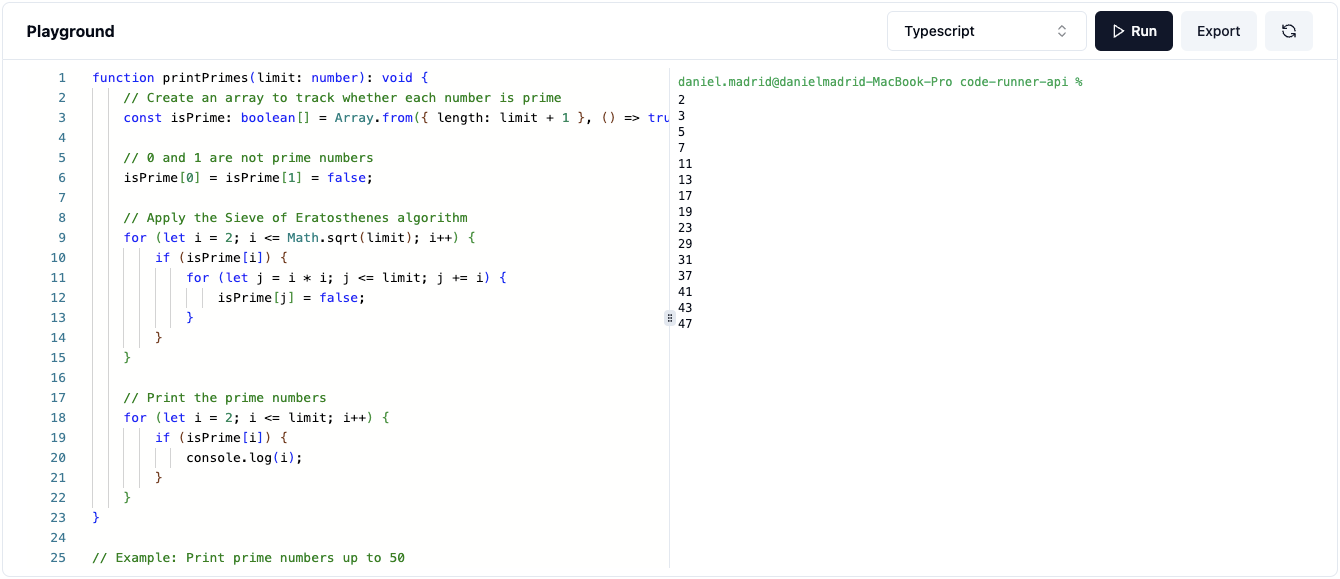 Playground
Typescript
Run
Export
1 function printPrimes(limit: number): void {
2 // Create an array to track whether each number is prime
3 const isPrime: boolean[] = Array.from({ length: limit + 1 }, () => tru
4
5 // 0 and 1 are not prime numbers
6 isPrime[0] = isPrime[1] = false;
7
8 // Apply the Sieve of Eratosthenes algorithm
9 for (let i = 2; i <= Math.sqrt(limit); i++) {
10 if (isPrime[i]) {
11 for (let j = i * i; j <= limit; j += i) {
12 isPrime[j] = false;
13 }
14 }
15 }
16
17 // Print the prime numbers
18 for (let i = 2; i <= limit; i++) {
19 if (isPrime[i]) {
20 console.log(i);
21 }
22 }
23 }
24
25 // Example: Print prime numbers up to 50
daniel.madrid@danielmadrid-MacBook-Pro code-runner-api %
2
3
5
7
11
13
17
19
23
29
31
37
41
43
47